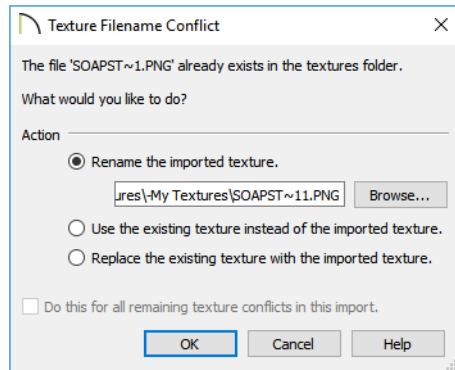 Texture Filename Conflict
The file 'SOAPST~1.PNG' already exists in the textures folder.
What would you like to do?
Action
Rename the imported texture.
ures\-My Textures\SOAPST~11.PNG Browse...
Use the existing texture instead of the imported texture.
Replace the existing texture with the imported texture.
Do this for all remaining texture conflicts in this import.
OK Cancel Help